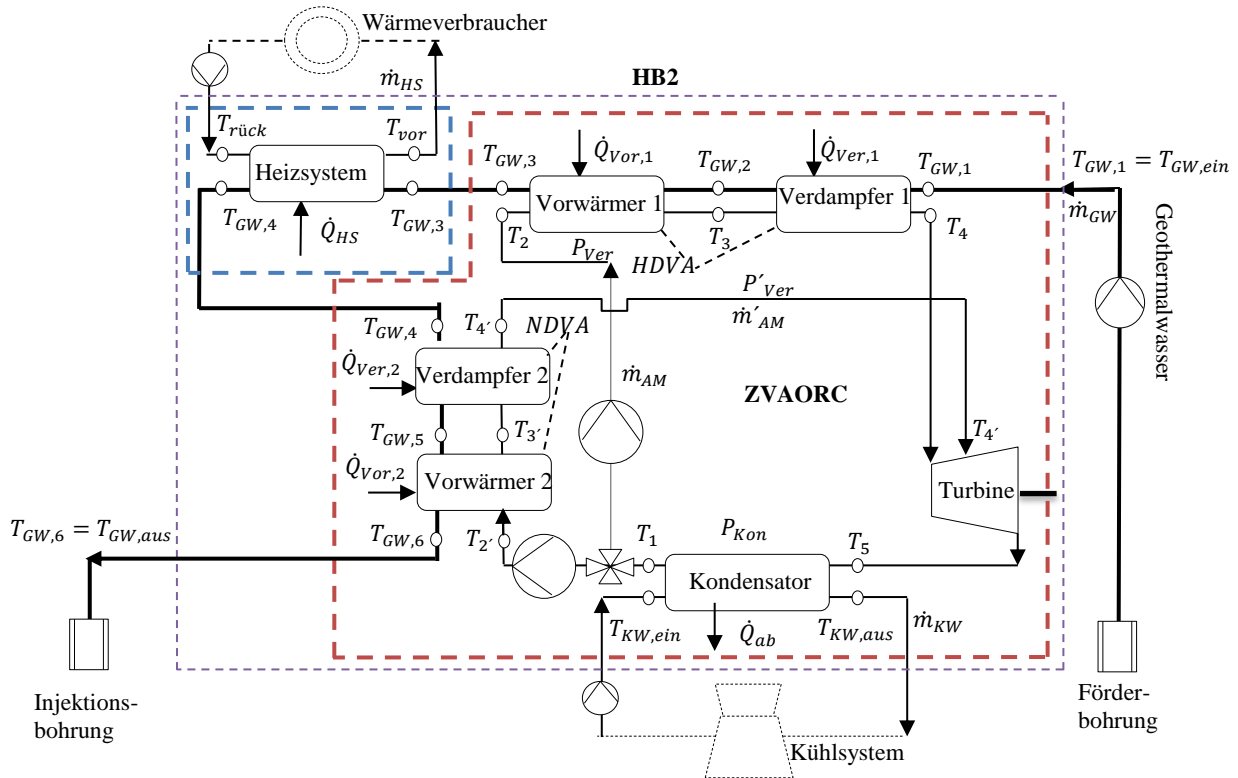 Wärmeverbraucher
HB2
ṁ_HS
T_rück
T_vor
Heizsystem
T_GW,4
Q̇_HS
T_GW,3
T_GW,3
Q̇_Vor,1
T_GW,2
Q̇_Ver,1
T_GW,1
T_GW,1 = T_GW,ein
Vorwärmer 1
Verdampfer 1
ṁ_GW
T_2
T_3
T_4
P_Ver
HDVA
Geothermalwasser
T_GW,4
T_4′
NDVA
P′_Ver
ṁ′_AM
Q̇_Ver,2
Verdampfer 2
ṁ_AM
ZVAORC
T_GW,5
T_3′
T_4′
Q̇_Vor,2
Vorwärmer 2
Turbine
T_GW,6 = T_GW,aus
T_GW,6
T_2′
T_1
P_Kon
T_5
Kondensator
T_KW,ein
Q̇_ab
T_KW,aus
ṁ_KW
Injektions-
bohrung
Förder-
bohrung
Kühlsystem